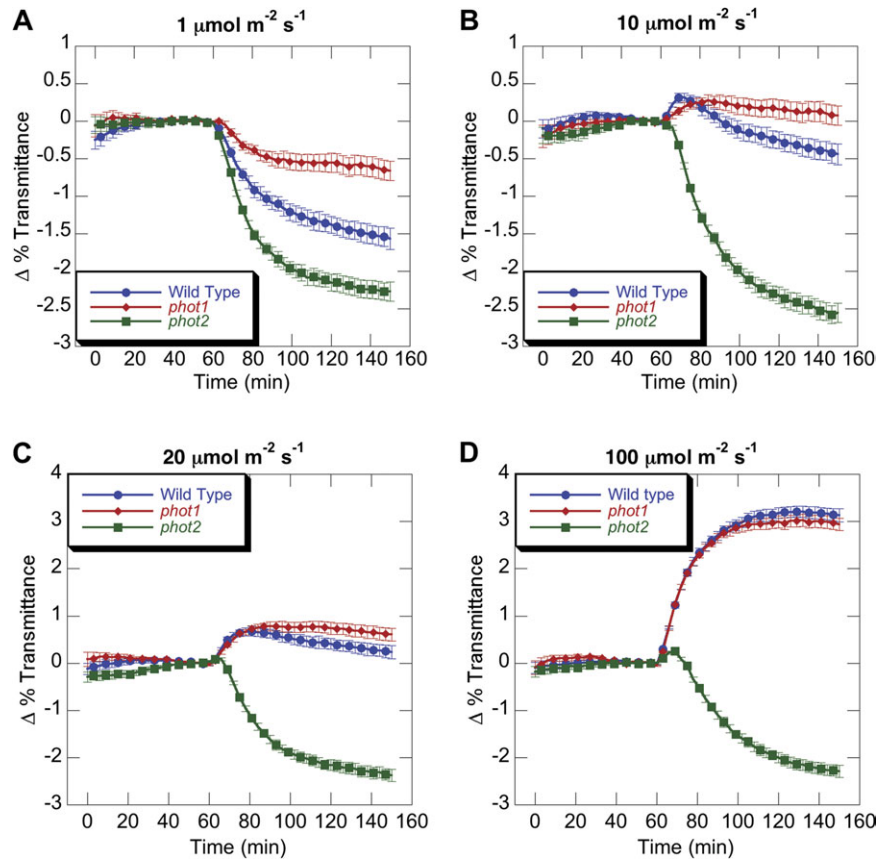 A
1 μmol m⁻² s⁻¹
1
0.5
0
-0.5
-1
-1.5
-2
-2.5
-3
Δ % Transmittance
Wild Type
phot1
phot2
0 20 40 60 80 100 120 140 160
Time (min)
B
10 μmol m⁻² s⁻¹
1
0.5
0
-0.5
-1
-1.5
-2
-2.5
-3
Δ % Transmittance
Wild Type
phot1
phot2
0 20 40 60 80 100 120 140 160
Time (min)
C
20 μmol m⁻² s⁻¹
4
3
2
1
0
-1
-2
-3
Δ % Transmittance
Wild Type
phot1
phot2
0 20 40 60 80 100 120 140 160
Time (min)
D
100 μmol m⁻² s⁻¹
4
3
2
1
0
-1
-2
-3
Δ % Transmittance
Wild type
phot1
phot2
0 20 40 60 80 100 120 140 160
Time (min)